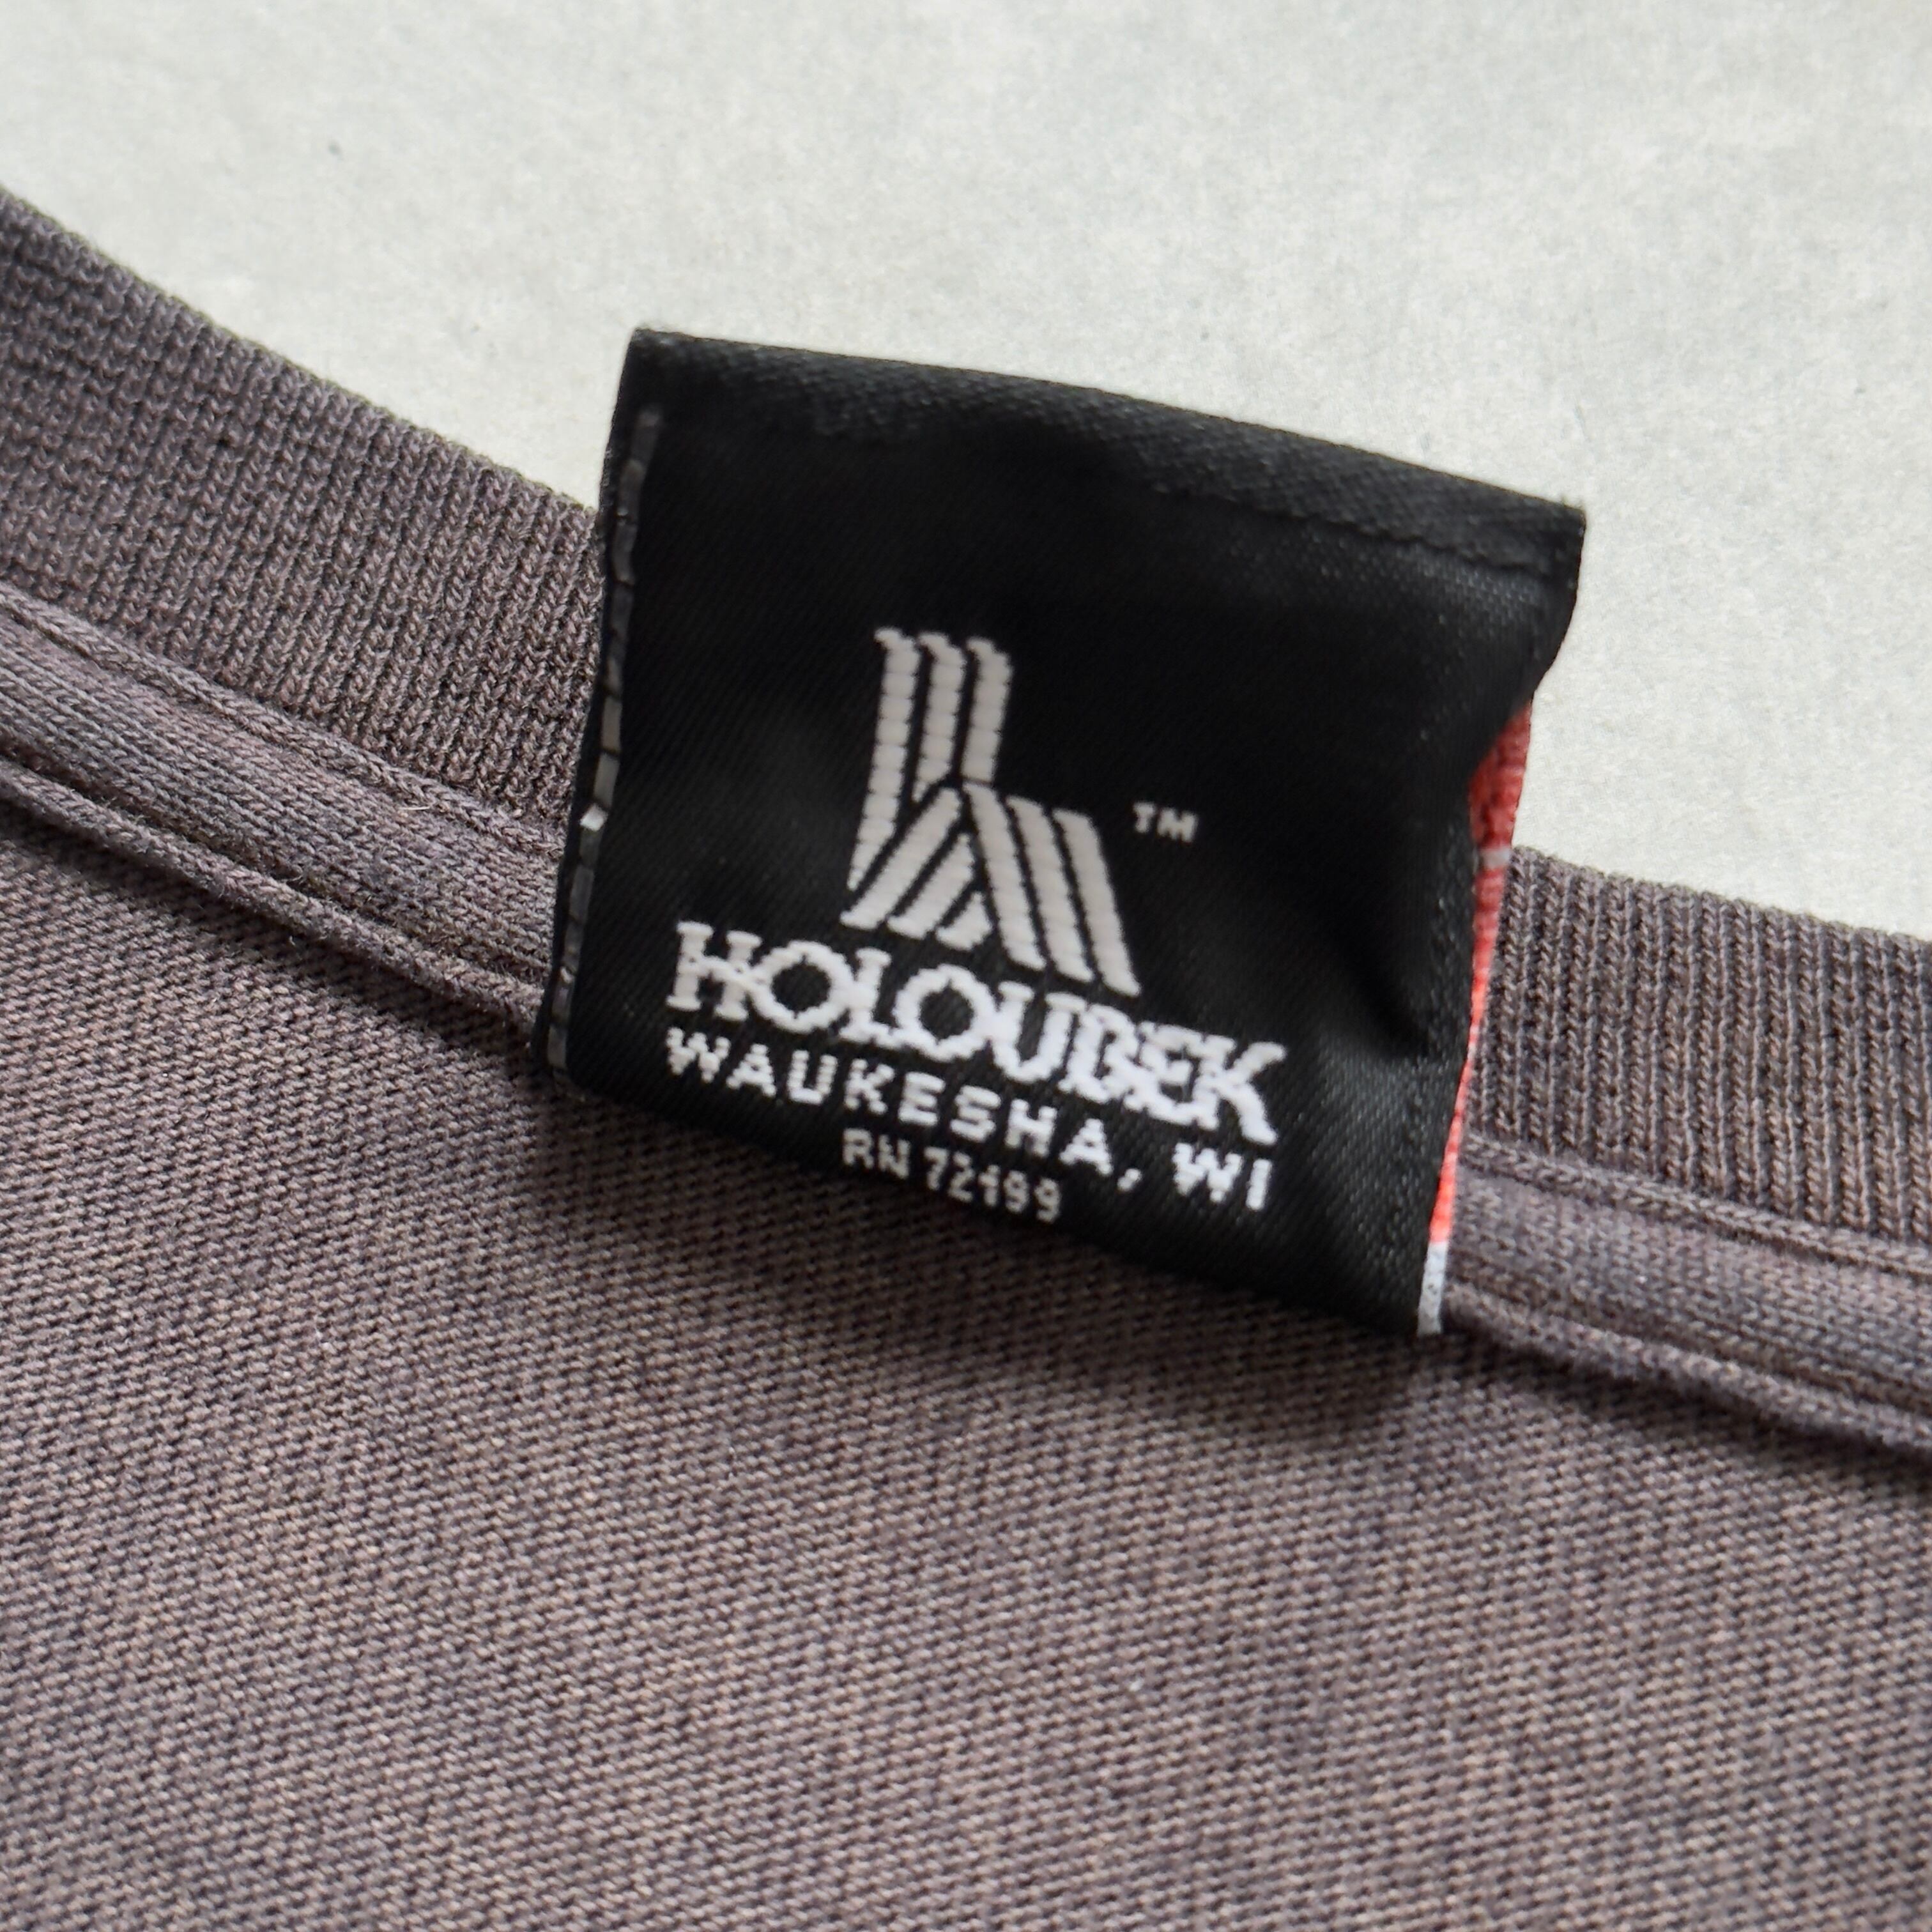 ™
HOLOUBEK
WAUKESHA, WI
RN 72199